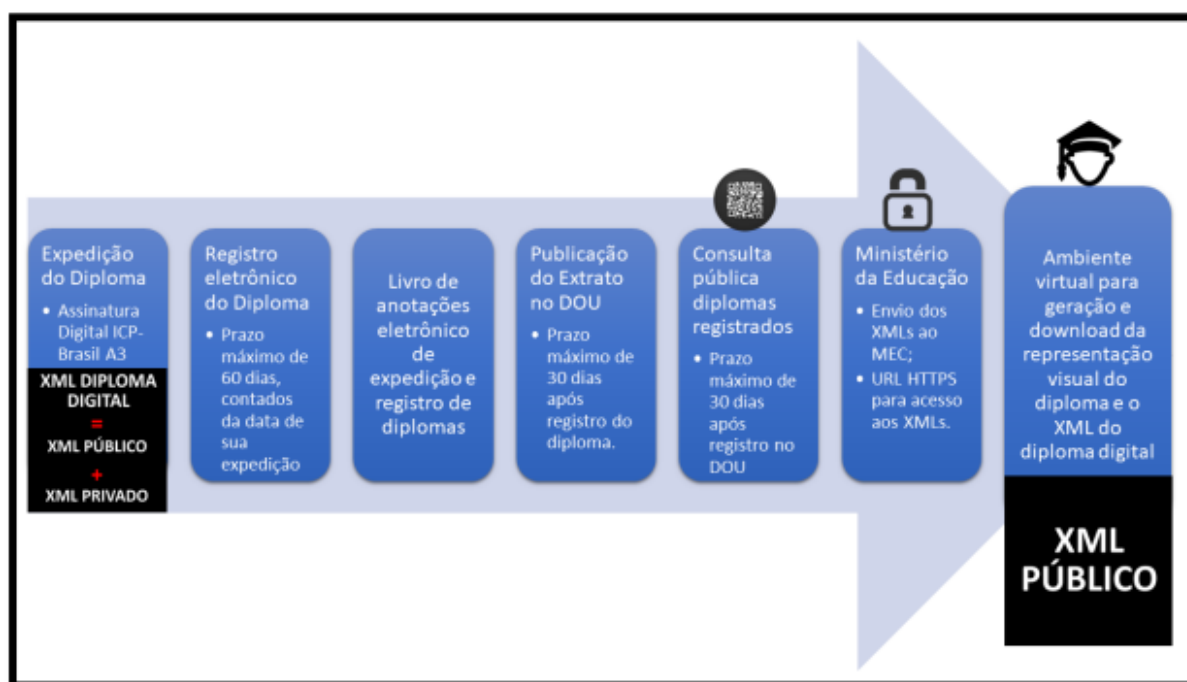 Expedição
do Diploma
• Assinatura
Digital ICP-
Brasil A3
XML DIPLOMA
DIGITAL
=
XML PÚBLICO
+
XML PRIVADO
Registro
eletrônico
do Diploma
• Prazo
máximo de
60 dias,
contados
da data de
sua
expedição
Livro de
anotações
eletrônico
de
expedição e
registro de
diplomas
Publicação
do Extrato
no DOU
• Prazo
máximo de
30 dias
após
registro do
diploma.
Consulta
pública
diplomas
registrados
• Prazo
máximo de
30 dias
após
registro no
DOU
Ministério
da Educação
• Envio dos
XMLs ao
MEC;
• URL HTTPS
para acesso
aos XMLs.
Ambiente
virtual para
geração e
download da
representação
visual do
diploma e o
XML do
diploma digital
XML
PÚBLICO